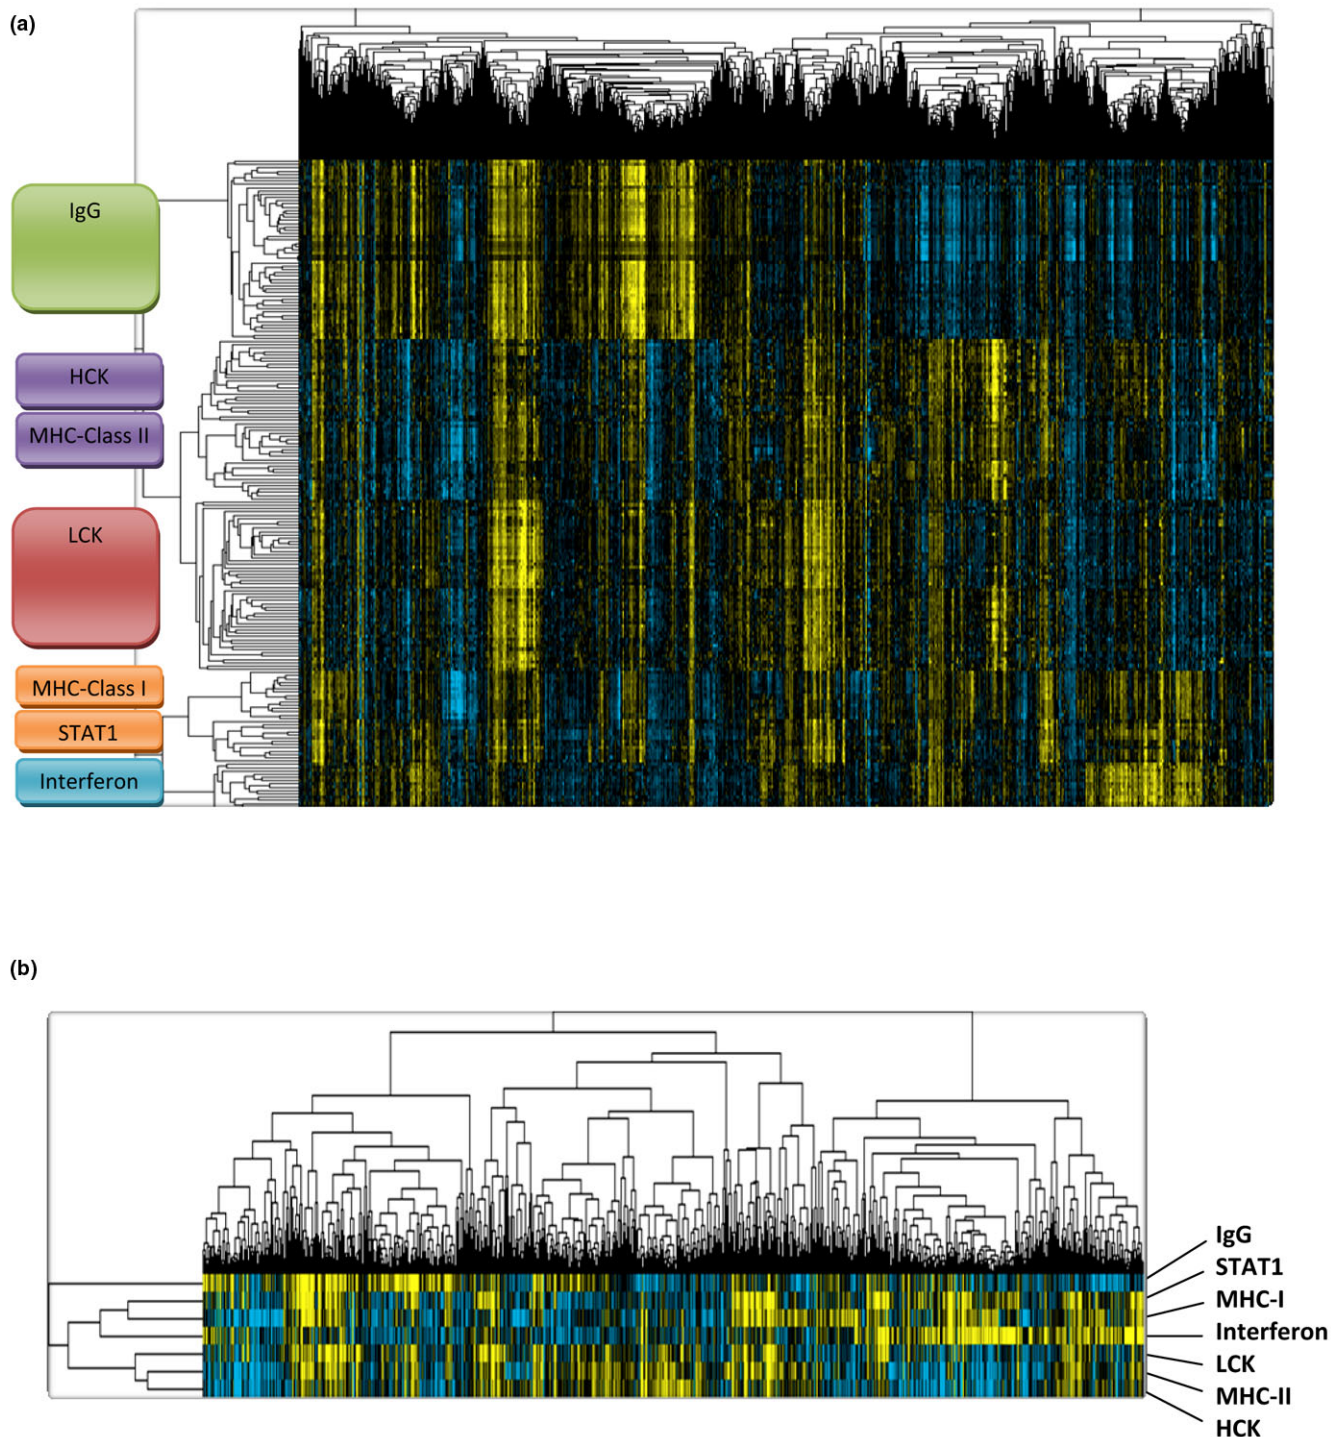 (a)
IgG
HCK
MHC-Class II
LCK
MHC-Class I
STAT1
Interferon
(b)
IgG
STAT1
MHC-I
Interferon
LCK
MHC-II
HCK